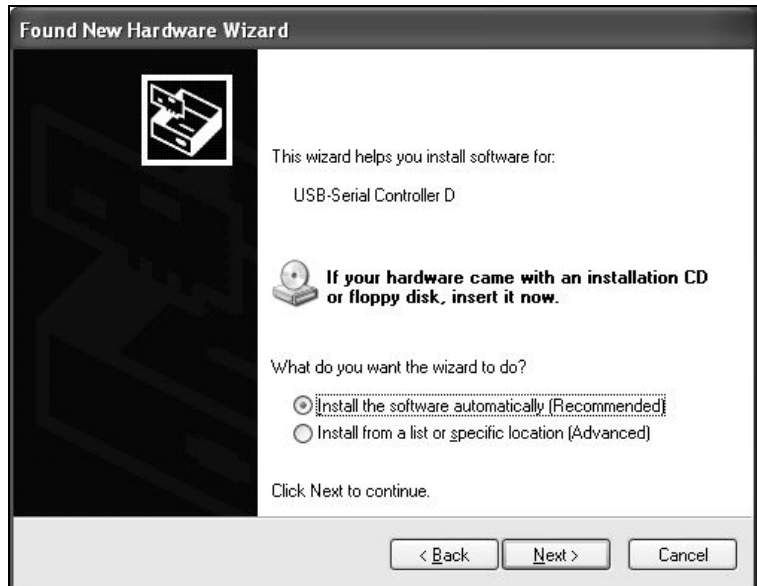 Found New Hardware Wizard
This wizard helps you install software for:
USB-Serial Controller D
If your hardware came with an installation CD
or floppy disk, insert it now.
What do you want the wizard to do?
Install the software automatically (Recommended)
Install from a list or specific location (Advanced)
Click Next to continue.
< Back
Next >
Cancel